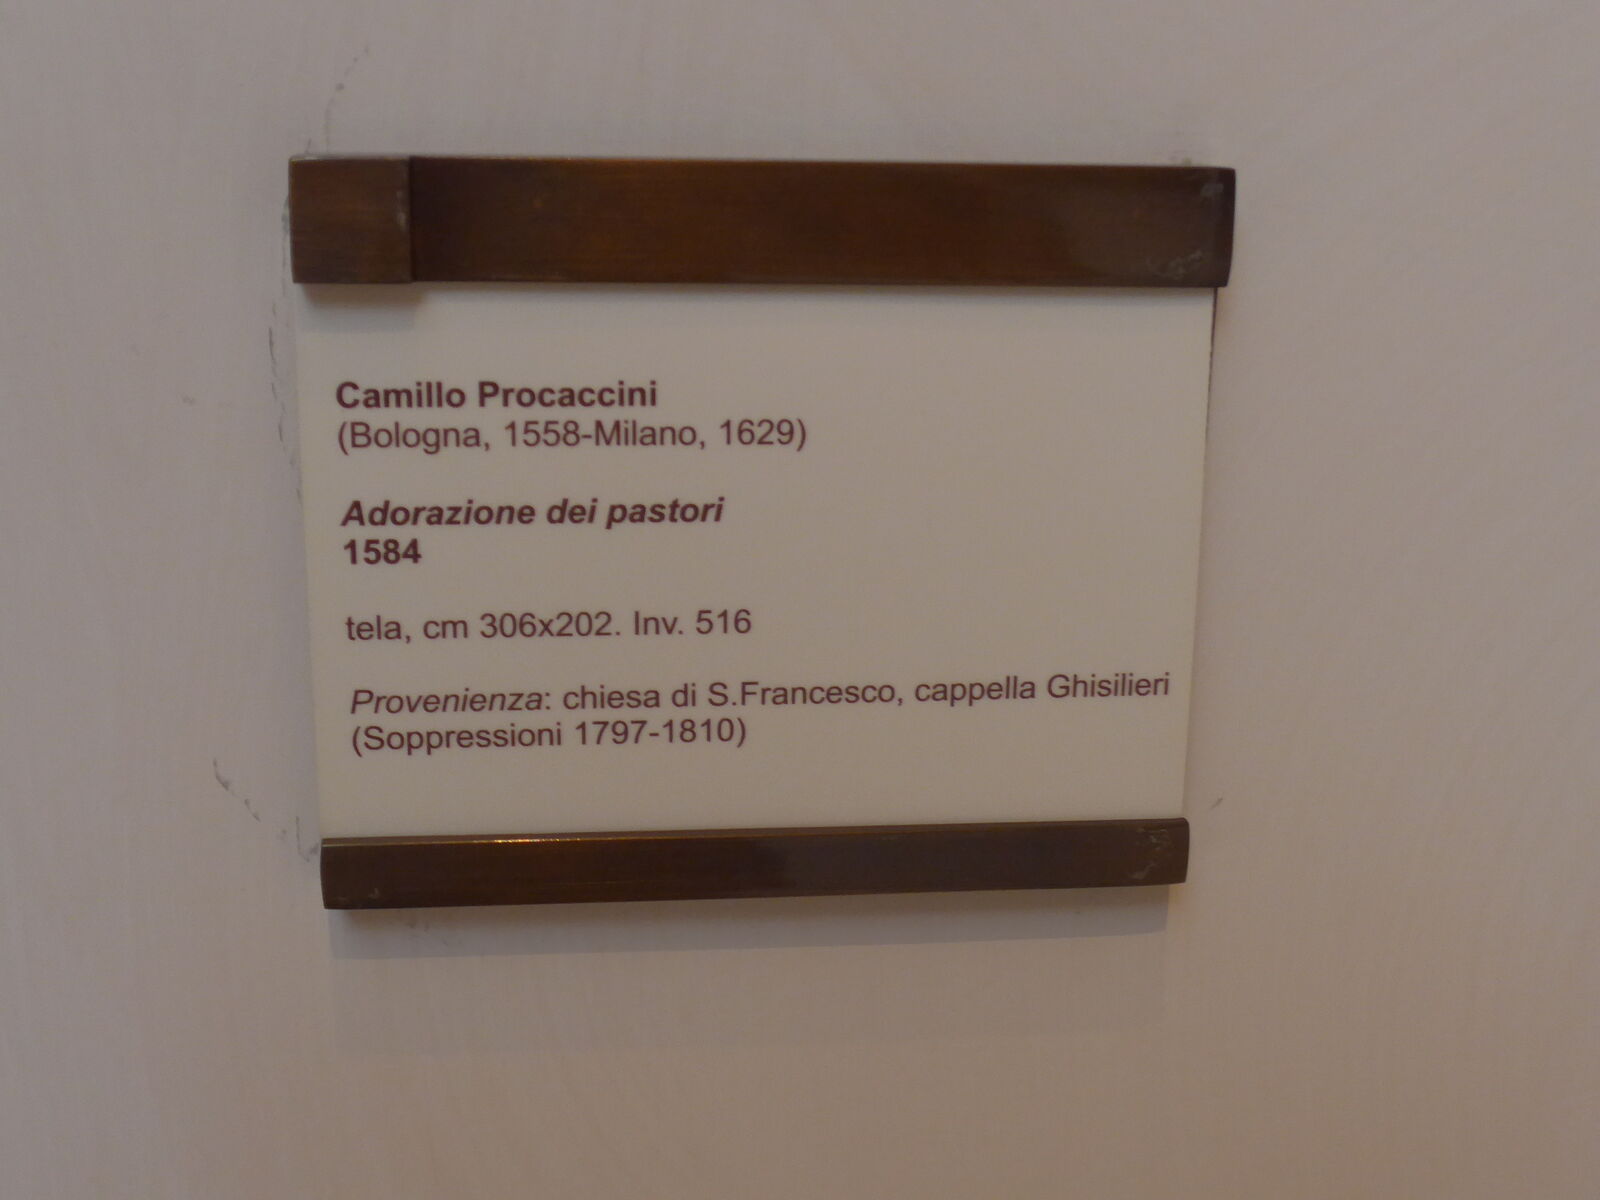 Camillo Procaccini
(Bologna, 1558-Milano, 1629)
Adorazione dei pastori
1584
tela, cm 306x202. Inv. 516
Provenienza: chiesa di S.Francesco, cappella Ghisilieri
(Soppressioni 1797-1810)